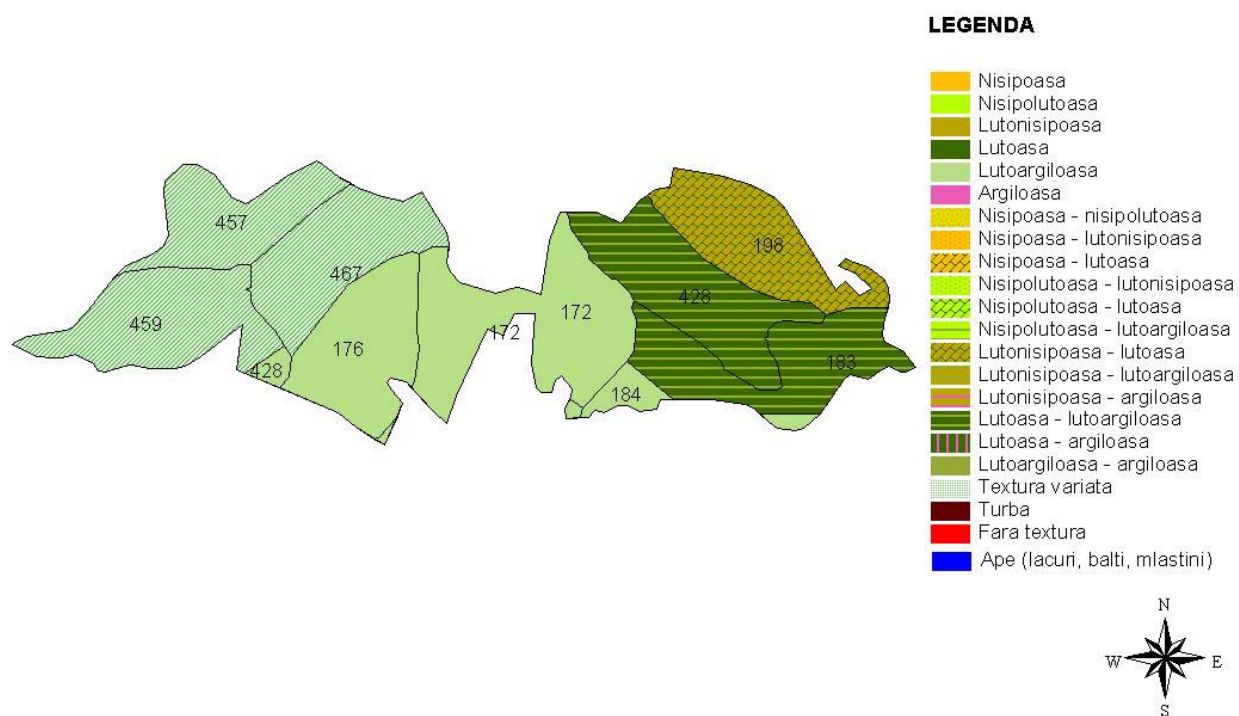 LEGENDA
Nisipoasa
Nisipolutoasa
Lutonisipoasa
Lutoasa
Lutoargiloasa
Argiloasa
Nisipoasa - nisipolutoasa
Nisipoasa - lutonisipoasa
Nisipoasa - lutoasa
Nisipolutoasa - lutonisipoasa
Nisipolutoasa - lutoasa
Nisipolutoasa - lutoargiloasa
Lutonisipoasa - lutoasa
Lutonisipoasa - lutoargiloasa
Lutonisipoasa - argiloasa
Lutoasa - lutoargiloasa
Lutoasa - argiloasa
Lutoargiloasa - argiloasa
Textura variata
Turba
Fara textura
Ape (lacuri, balti, mlastini)
457
198
467
428
459
172
172
176
183
428
184
N
W E
S